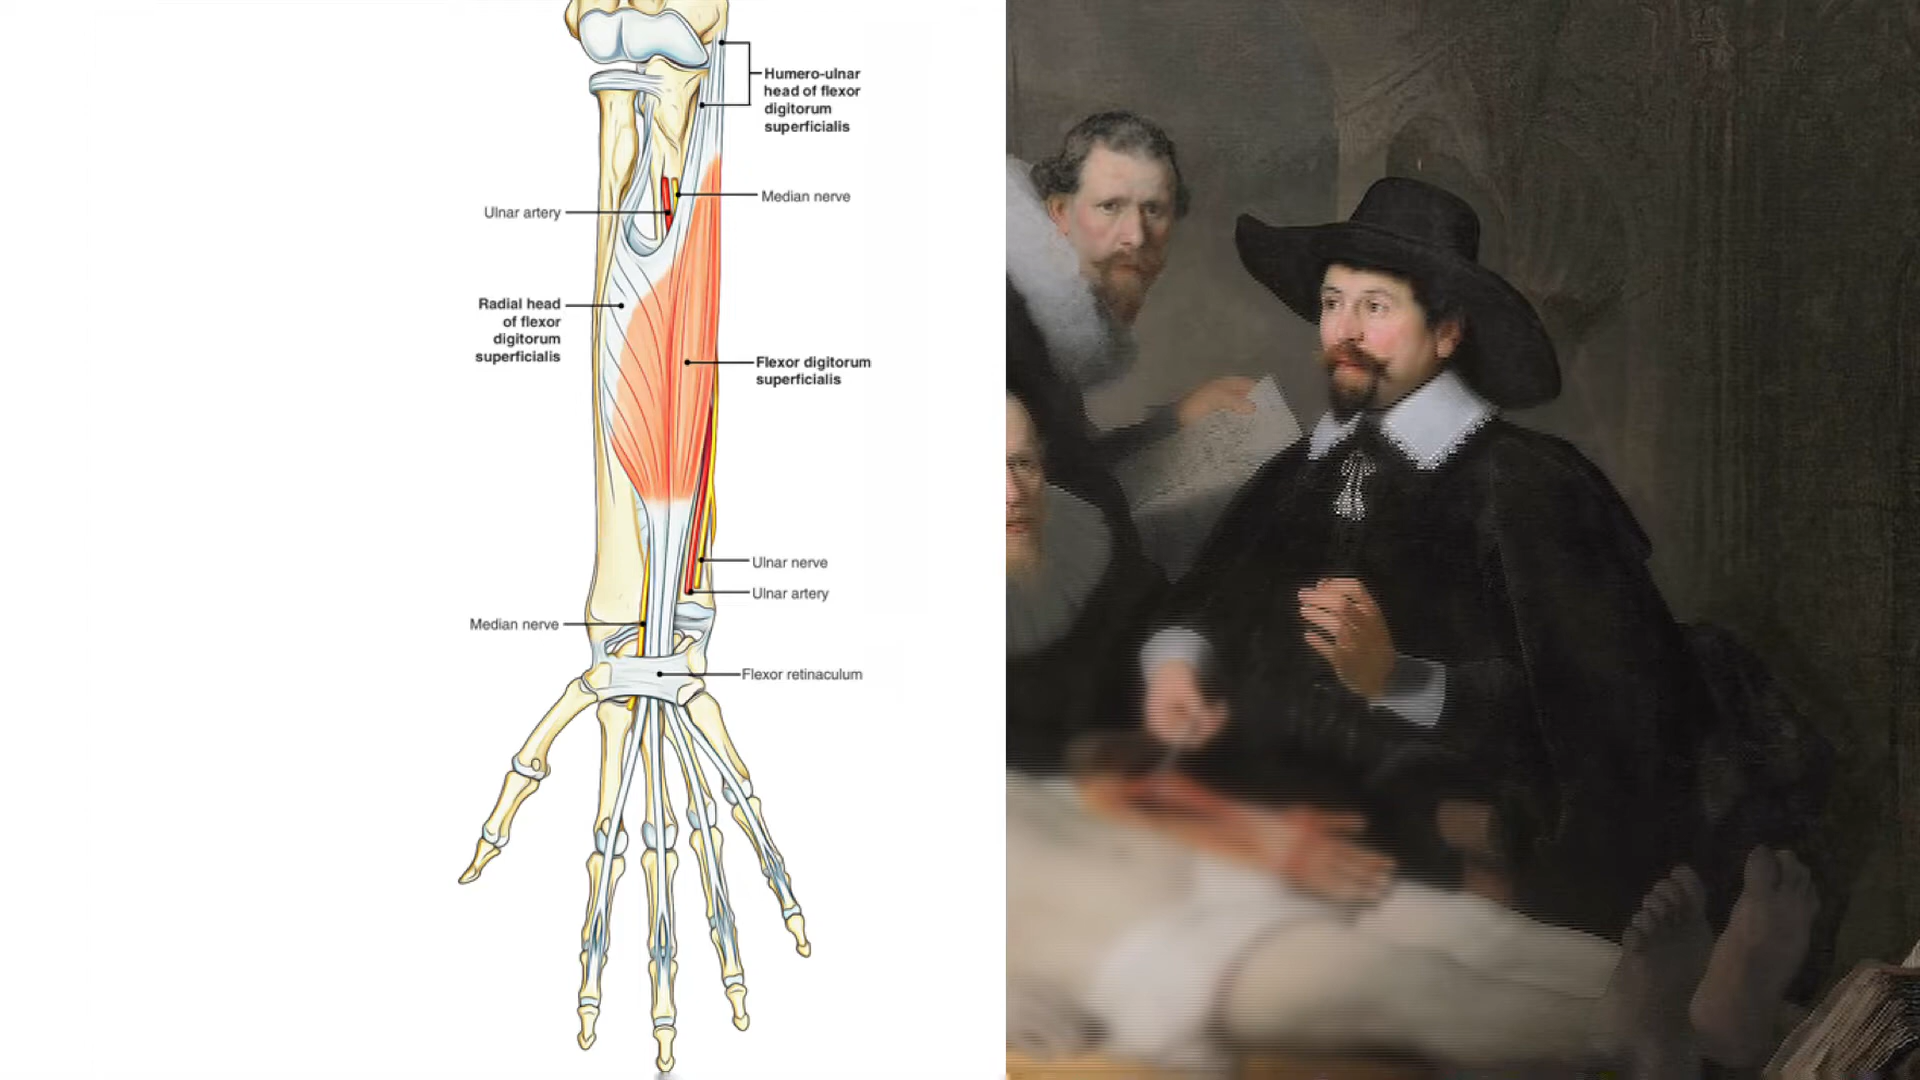 Humero-ulnar
head of flexor
digitorum
superficialis
Median nerve
Ulnar artery
Radial head
of flexor
digitorum
superficialis
Flexor digitorum
superficialis
Ulnar nerve
Ulnar artery
Median nerve
Flexor retinaculum